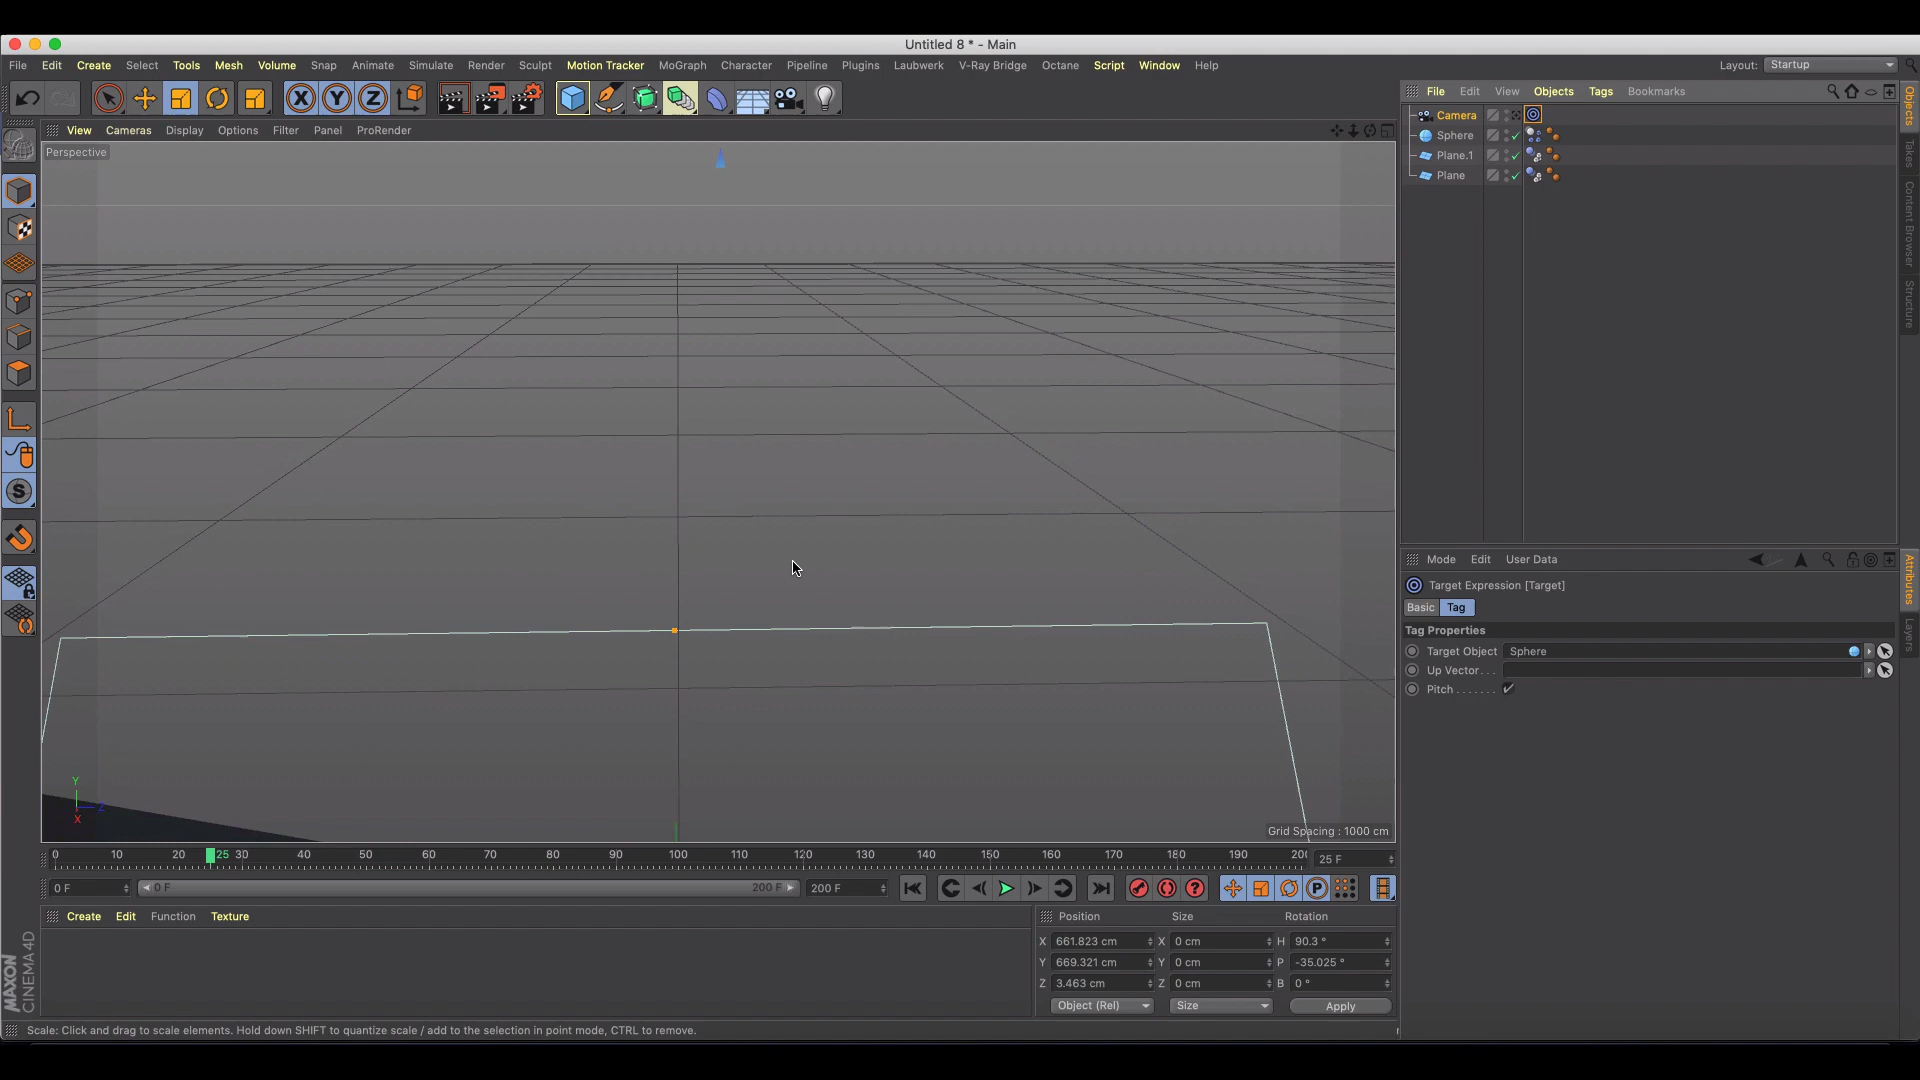 Untitled 8 * - Main
File Edit Create Select Tools Mesh Volume Snap Animate Simulate Render Sculpt Motion Tracker MoGraph Character Pipeline Plugins Laubwerk V-Ray Bridge Octane Script Window Help Layout: Startup
X Y Z
File Edit View Objects Tags Bookmarks
View Cameras Display Options Filter Panel ProRender
Perspective
Camera
Sphere
Plane.1
Plane
Objects
Takes
Content Browser
Structure
S
Mode Edit User Data
Target Expression [Target]
Basic Tag
Tag Properties
Target Object Sphere
Up Vector . . .
Pitch . . . . . . .
Attributes
Layers
Y
Z
X
Grid Spacing : 1000 cm
0 10 20 25 30 40 50 60 70 80 90 100 110 120 130 140 150 160 170 180 190 25 F
0 F 0 F 200 F 200 F ? P
Create Edit Function Texture
Position Size Rotation
X 661.823 cm X 0 cm H 90.3 °
Y 669.321 cm Y 0 cm P -35.025 °
Z 3.463 cm Z 0 cm B 0 °
Object (Rel) Size Apply
MAXON
CINEMA 4D
Scale: Click and drag to scale elements. Hold down SHIFT to quantize scale / add to the selection in point mode, CTRL to remove.